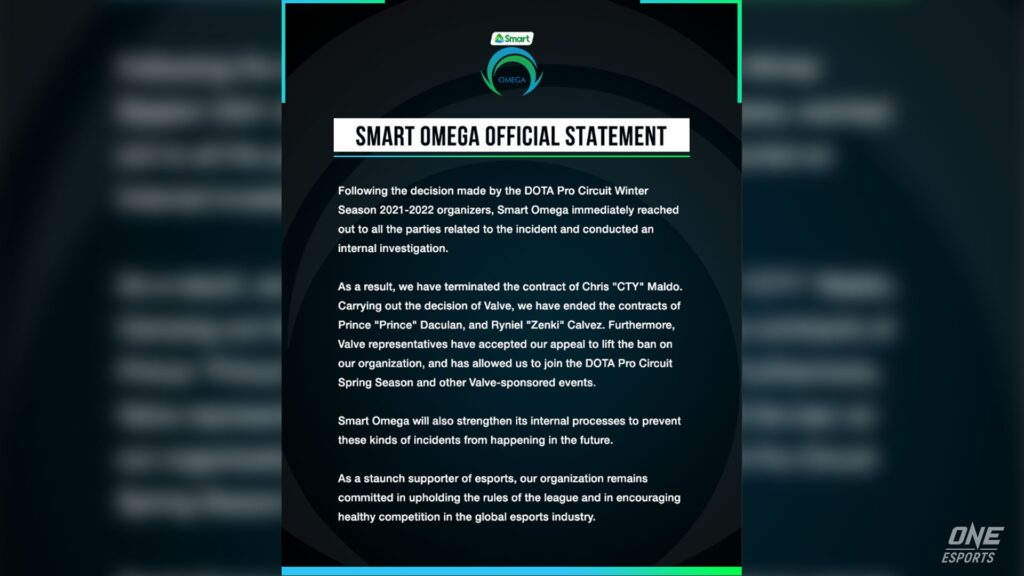 Smart
OMEGA
SMART OMEGA OFFICIAL STATEMENT
Following the decision made by the DOTA Pro Circuit Winter
Season 2021-2022 organizers, Smart Omega immediately reached
out to all the parties related to the incident and conducted an
internal investigation.
As a result, we have terminated the contract of Chris "CTY" Maldo.
Carrying out the decision of Valve, we have ended the contracts of
Prince "Prince" Daculan, and Ryniel "Zenki" Calvez. Furthermore,
Valve representatives have accepted our appeal to lift the ban on
our organization, and has allowed us to join the DOTA Pro Circuit
Spring Season and other Valve-sponsored events.
Smart Omega will also strengthen its internal processes to prevent
these kinds of incidents from happening in the future.
As a staunch supporter of esports, our organization remains
committed in upholding the rules of the league and in encouraging
healthy competition in the global esports industry.
ONE
ESPORTS